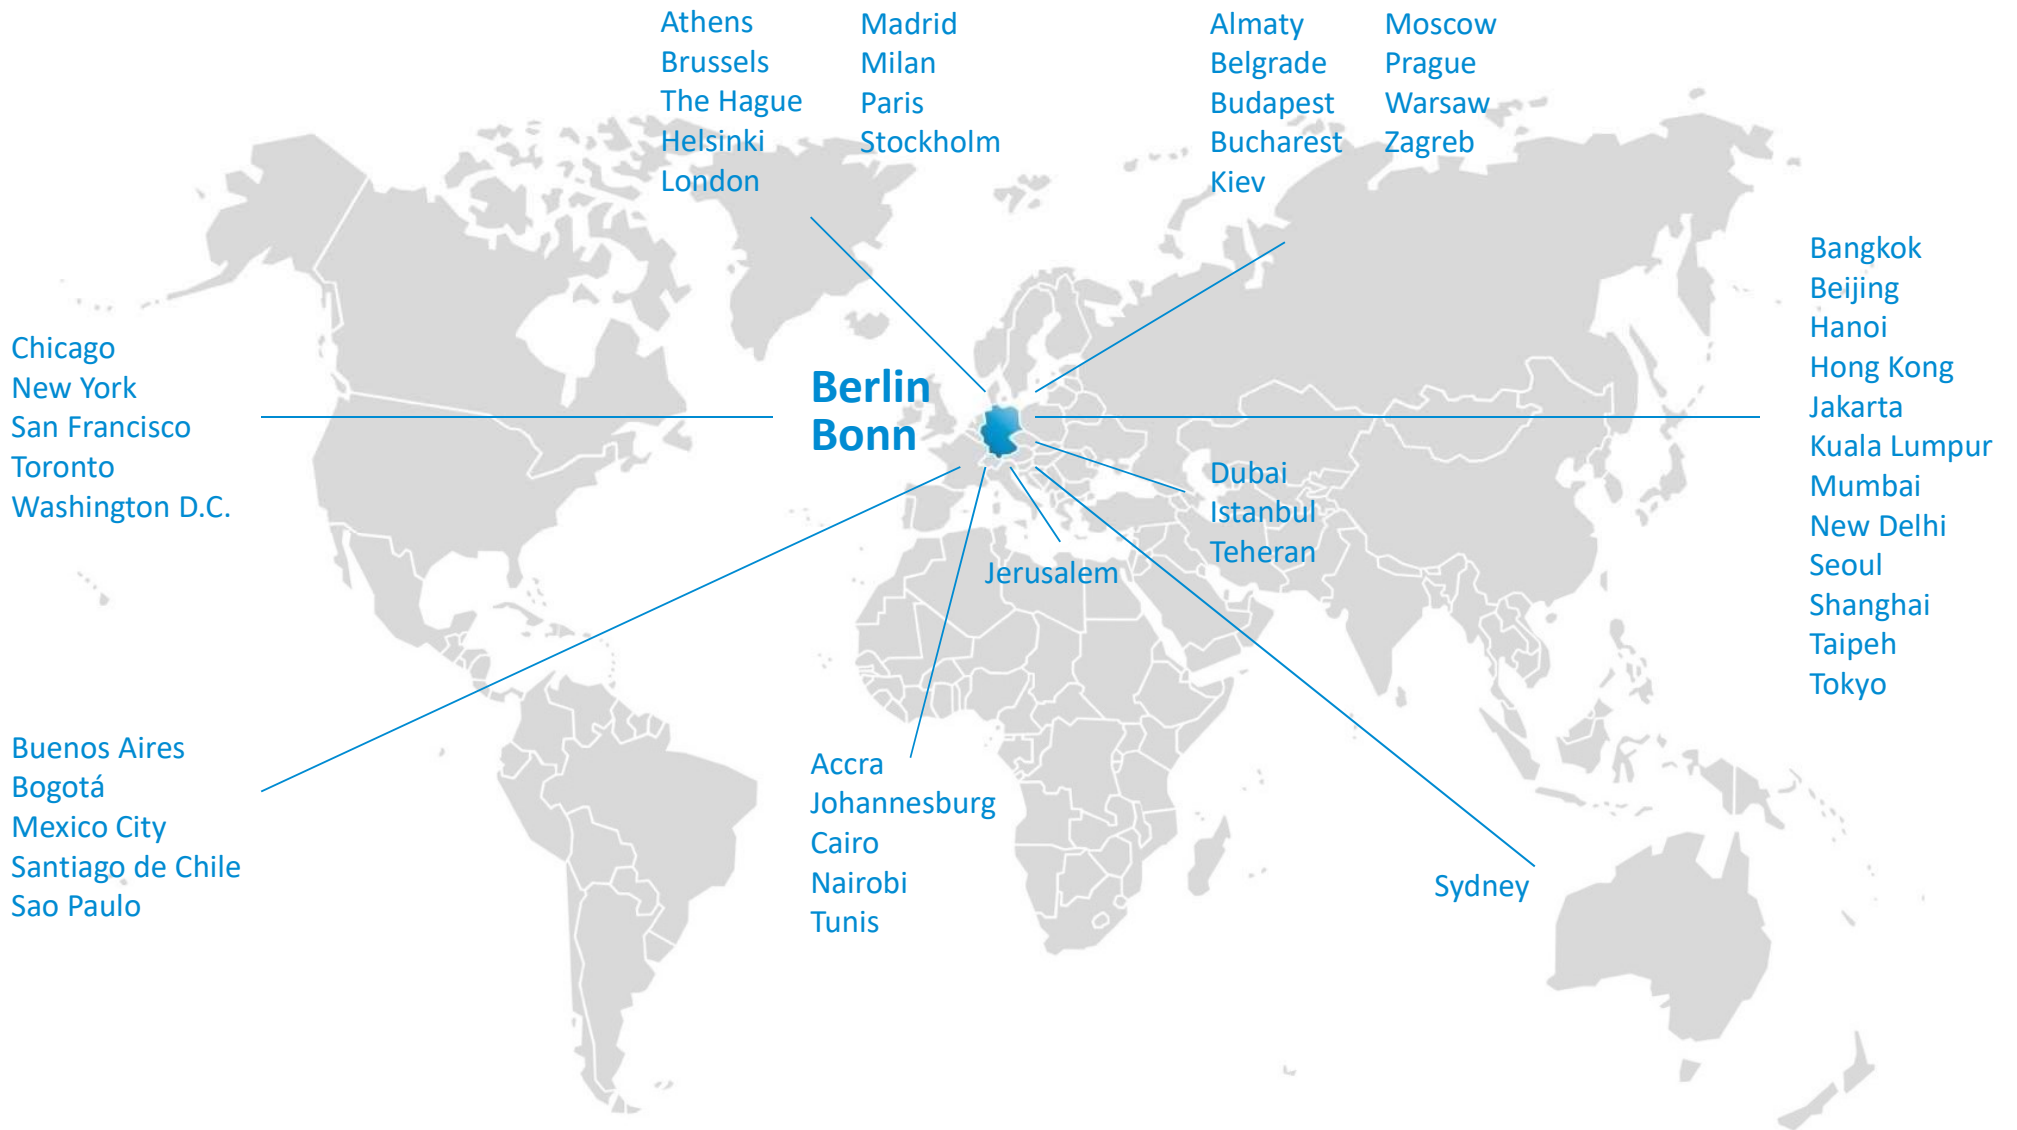 Athens
Brussels
The Hague
Helsinki
London
Madrid
Milan
Paris
Stockholm
Almaty
Belgrade
Budapest
Bucharest
Kiev
Moscow
Prague
Warsaw
Zagreb
Chicago
New York
San Francisco
Toronto
Washington D.C.
Berlin
Bonn
Bangkok
Beijing
Hanoi
Hong Kong
Jakarta
Kuala Lumpur
Mumbai
New Delhi
Seoul
Shanghai
Taipeh
Tokyo
Dubai
Istanbul
Teheran
Jerusalem
Buenos Aires
Bogotá
Mexico City
Santiago de Chile
Sao Paulo
Accra
Johannesburg
Cairo
Nairobi
Tunis
Sydney